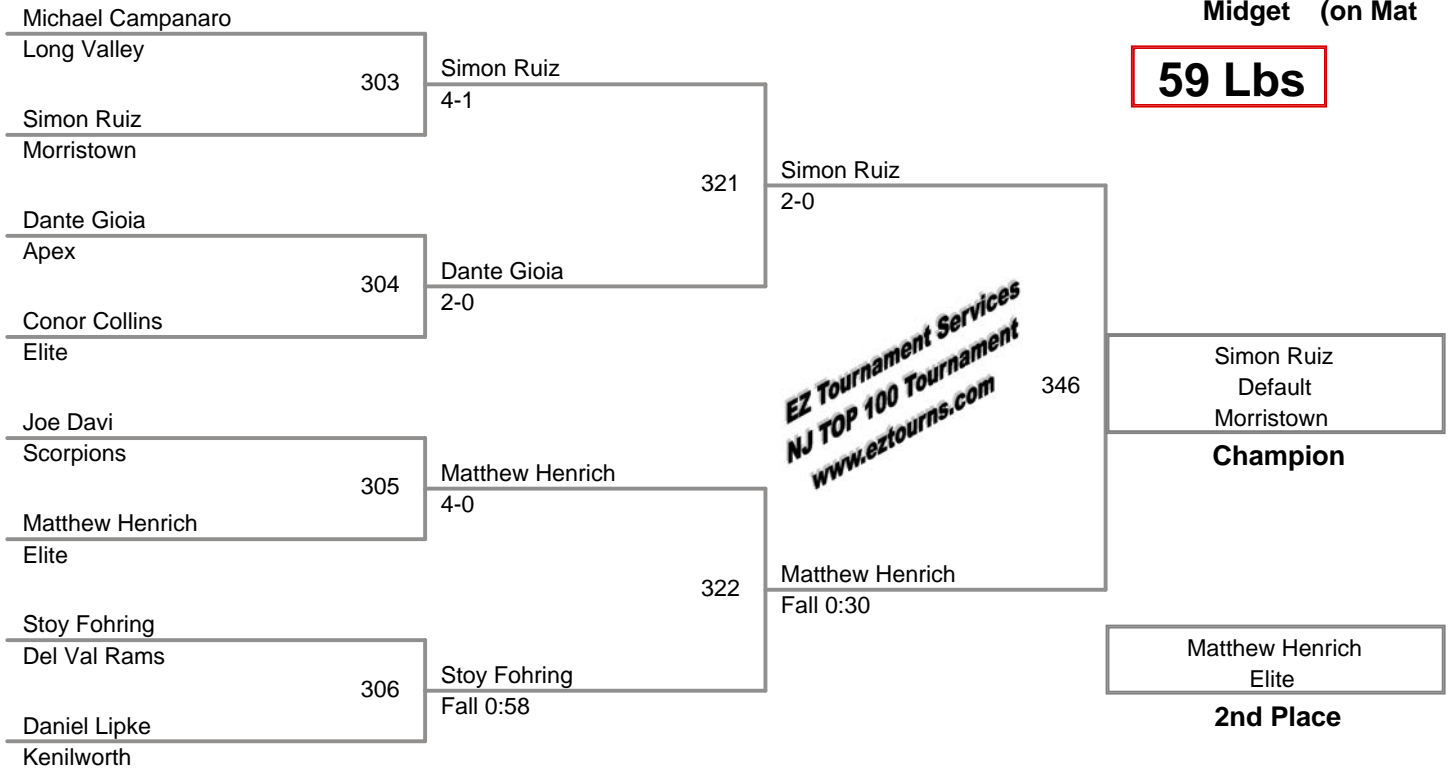 Midget (on Mat
59 Lbs
Michael Campanaro
Long Valley
303
Simon Ruiz
Morristown
Simon Ruiz
4-1
Dante Gioia
Apex
304
Conor Collins
Elite
Dante Gioia
2-0
321
Simon Ruiz
2-0
Joe Davi
Scorpions
305
Matthew Henrich
Elite
Matthew Henrich
4-0
Stoy Fohring
Del Val Rams
306
Daniel Lipke
Kenilworth
Stoy Fohring
Fall 0:58
322
Matthew Henrich
Fall 0:30
EZ Tournament Services
NJ TOP 100 Tournament
www.eztourns.com
346
Simon Ruiz
Default
Morristown
Champion
Matthew Henrich
Elite
2nd Place